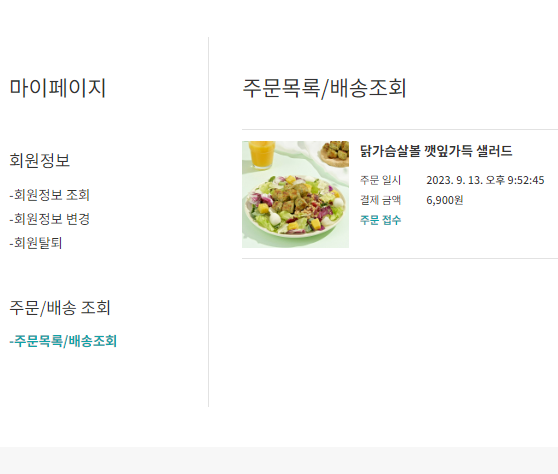 마이페이지
회원정보
-회원정보 조회
-회원정보 변경
-회원탈퇴
주문/배송 조회
-주문목록/배송조회
주문목록/배송조회
닭가슴살볼 깻잎가득 샐러드
주문 일시 2023. 9. 13. 오후 9:52:45
결제 금액 6,900원
주문 접수